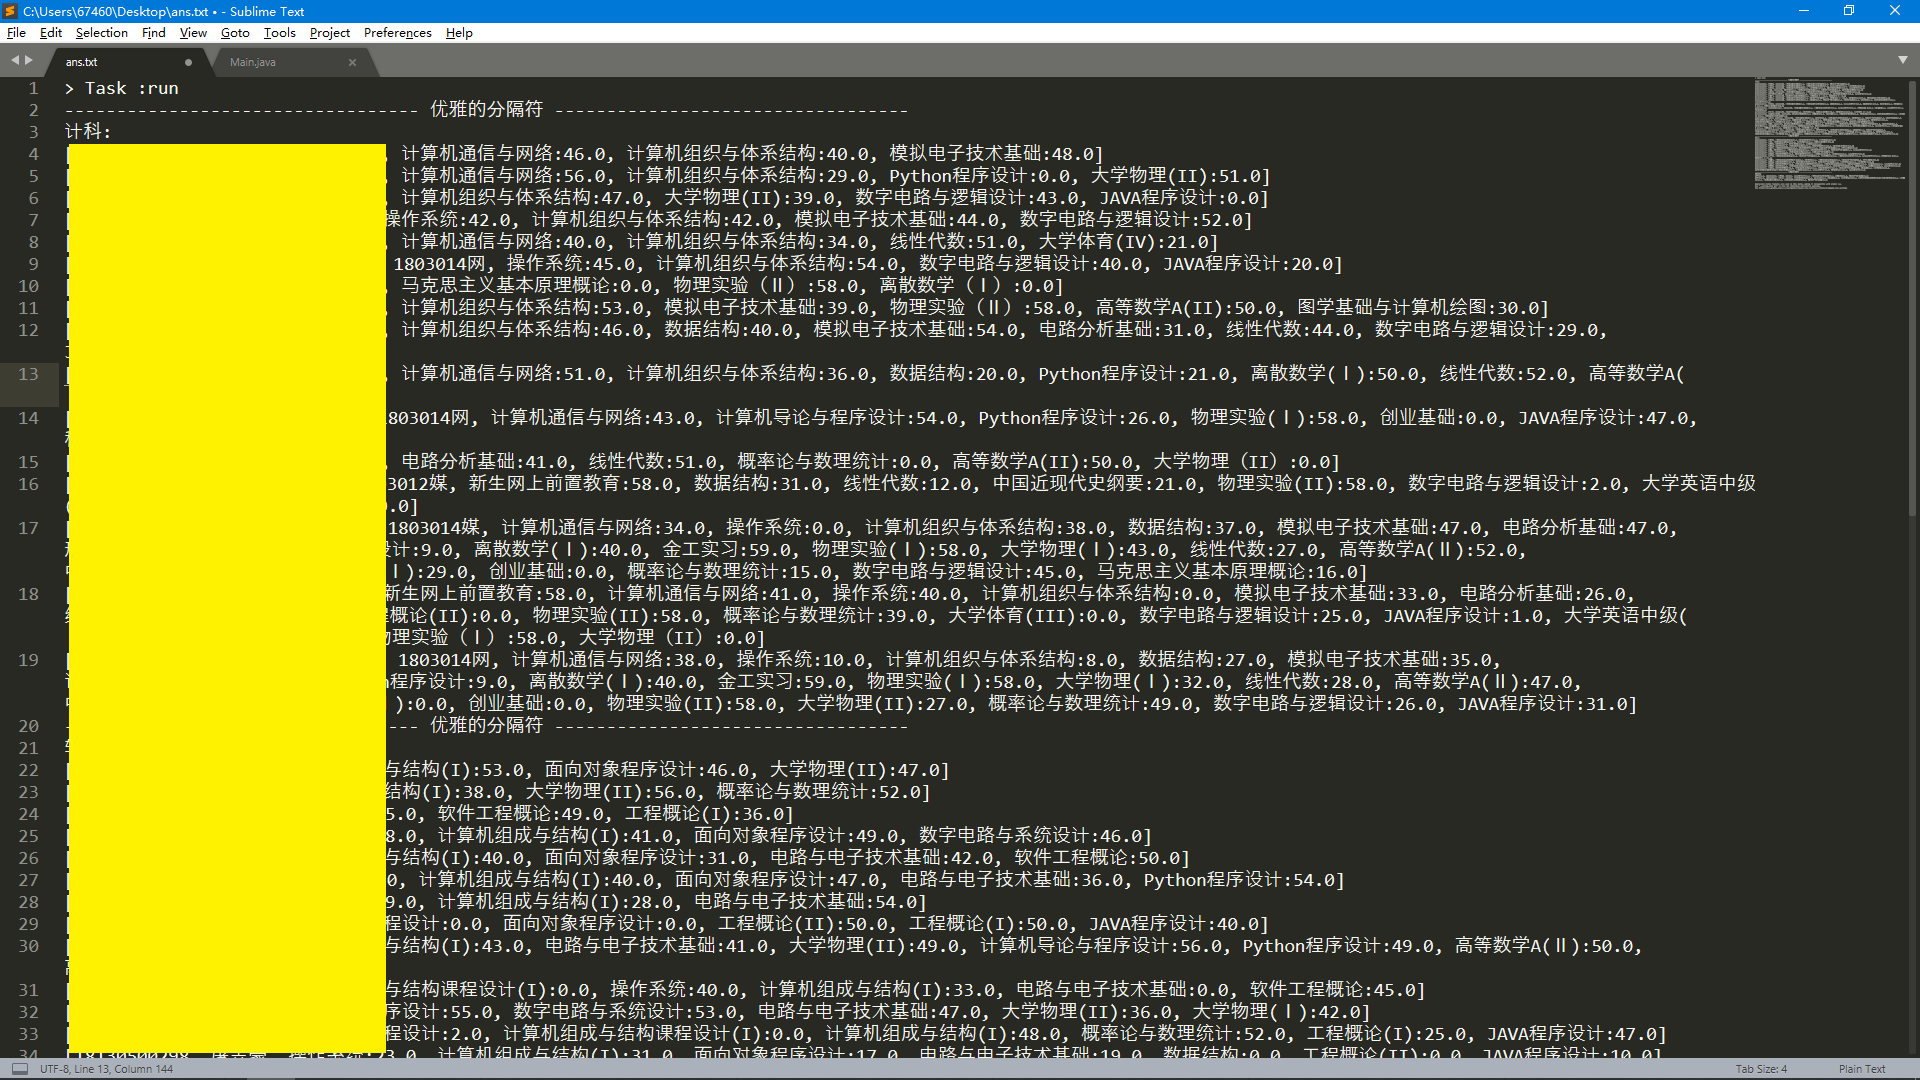 C:\Users\67460\Desktop\ans.txt • - Sublime Text
File Edit Selection Find View Goto Tools Project Preferences Help
ans.txt Main.java
1 > Task :run
2 ---------------------------------- 优雅的分隔符 ----------------------------------
3 计科:
4 [ , 计算机通信与网络:46.0, 计算机组织与体系结构:40.0, 模拟电子技术基础:48.0]
5 [ , 计算机通信与网络:56.0, 计算机组织与体系结构:29.0, Python程序设计:0.0, 大学物理(II):51.0]
6 [ , 计算机组织与体系结构:47.0, 大学物理(II):39.0, 数字电路与逻辑设计:43.0, JAVA程序设计:0.0]
7 [ 操作系统:42.0, 计算机组织与体系结构:42.0, 模拟电子技术基础:44.0, 数字电路与逻辑设计:52.0]
8 [ , 计算机通信与网络:40.0, 计算机组织与体系结构:34.0, 线性代数:51.0, 大学体育(IV):21.0]
9 [ 1803014网, 操作系统:45.0, 计算机组织与体系结构:54.0, 数字电路与逻辑设计:40.0, JAVA程序设计:20.0]
10 [ , 马克思主义基本原理概论:0.0, 物理实验（Ⅱ）:58.0, 离散数学（Ⅰ）:0.0]
11 [ , 计算机组织与体系结构:53.0, 模拟电子技术基础:39.0, 物理实验（Ⅱ）:58.0, 高等数学A(II):50.0, 图学基础与计算机绘图:30.0]
12 [ , 计算机组织与体系结构:46.0, 数据结构:40.0, 模拟电子技术基础:54.0, 电路分析基础:31.0, 线性代数:44.0, 数字电路与逻辑设计:29.0,
13 [ , 计算机通信与网络:51.0, 计算机组织与体系结构:36.0, 数据结构:20.0, Python程序设计:21.0, 离散数学(Ⅰ):50.0, 线性代数:52.0, 高等数学A(
14 [ 1803014网, 计算机通信与网络:43.0, 计算机导论与程序设计:54.0, Python程序设计:26.0, 物理实验(Ⅰ):58.0, 创业基础:0.0, JAVA程序设计:47.0,
15 [ , 电路分析基础:41.0, 线性代数:51.0, 概率论与数理统计:0.0, 高等数学A(II):50.0, 大学物理（II）:0.0]
16 [ 3012媒, 新生网上前置教育:58.0, 数据结构:31.0, 线性代数:12.0, 中国近现代史纲要:21.0, 物理实验(II):58.0, 数字电路与逻辑设计:2.0, 大学英语中级
( .0]
17 [ 1803014媒, 计算机通信与网络:34.0, 操作系统:0.0, 计算机组织与体系结构:38.0, 数据结构:37.0, 模拟电子技术基础:47.0, 电路分析基础:47.0,
设计:9.0, 离散数学(Ⅰ):40.0, 金工实习:59.0, 物理实验(Ⅰ):58.0, 大学物理(Ⅰ):43.0, 线性代数:27.0, 高等数学A(Ⅱ):52.0,
Ⅰ):29.0, 创业基础:0.0, 概率论与数理统计:15.0, 数字电路与逻辑设计:45.0, 马克思主义基本原理概论:16.0]
18 [ 新生网上前置教育:58.0, 计算机通信与网络:41.0, 操作系统:40.0, 计算机组织与体系结构:0.0, 模拟电子技术基础:33.0, 电路分析基础:26.0,
程概论(II):0.0, 物理实验(II):58.0, 概率论与数理统计:39.0, 大学体育(III):0.0, 数字电路与逻辑设计:25.0, JAVA程序设计:1.0, 大学英语中级(
物理实验（Ⅰ）:58.0, 大学物理（II）:0.0]
19 [ 1803014网, 计算机通信与网络:38.0, 操作系统:10.0, 计算机组织与体系结构:8.0, 数据结构:27.0, 模拟电子技术基础:35.0,
n程序设计:9.0, 离散数学(Ⅰ):40.0, 金工实习:59.0, 物理实验(Ⅰ):58.0, 大学物理(Ⅰ):32.0, 线性代数:28.0, 高等数学A(Ⅱ):47.0,
):0.0, 创业基础:0.0, 物理实验(II):58.0, 大学物理(II):27.0, 概率论与数理统计:49.0, 数字电路与逻辑设计:26.0, JAVA程序设计:31.0]
20 --- 优雅的分隔符 ----------------------------------
21
22 [ 与结构(I):53.0, 面向对象程序设计:46.0, 大学物理(II):47.0]
23 [ 结构(I):38.0, 大学物理(II):56.0, 概率论与数理统计:52.0]
24 [ 5.0, 软件工程概论:49.0, 工程概论(I):36.0]
25 [ 8.0, 计算机组成与结构(I):41.0, 面向对象程序设计:49.0, 数字电路与系统设计:46.0]
26 [ 与结构(I):40.0, 面向对象程序设计:31.0, 电路与电子技术基础:42.0, 软件工程概论:50.0]
27 [ 0, 计算机组成与结构(I):40.0, 面向对象程序设计:47.0, 电路与电子技术基础:36.0, Python程序设计:54.0]
28 [ 9.0, 计算机组成与结构(I):28.0, 电路与电子技术基础:54.0]
29 [ 程设计:0.0, 面向对象程序设计:0.0, 工程概论(II):50.0, 工程概论(I):50.0, JAVA程序设计:40.0]
30 [ 与结构(I):43.0, 电路与电子技术基础:41.0, 大学物理(II):49.0, 计算机导论与程序设计:56.0, Python程序设计:49.0, 高等数学A(Ⅱ):50.0,
31 [ 与结构课程设计(I):0.0, 操作系统:40.0, 计算机组成与结构(I):33.0, 电路与电子技术基础:0.0, 软件工程概论:45.0]
32 [ 序设计:55.0, 数字电路与系统设计:53.0, 电路与电子技术基础:47.0, 大学物理(II):36.0, 大学物理(Ⅰ):42.0]
33 [ 程设计:2.0, 计算机组成与结构课程设计(I):0.0, 计算机组成与结构(I):48.0, 概率论与数理统计:52.0, 工程概论(I):25.0, JAVA程序设计:47.0]
34 操作系统:23.0, 计算机组成与结构(I):31.0, 面向对象程序设计:17.0, 电路与电子技术基础:19.0, 数据结构:0.0, 工程概论(II):0.0, JAVA程序设计:10.0]
UTF-8, Line 13, Column 144 Tab Size: 4 Plain Text